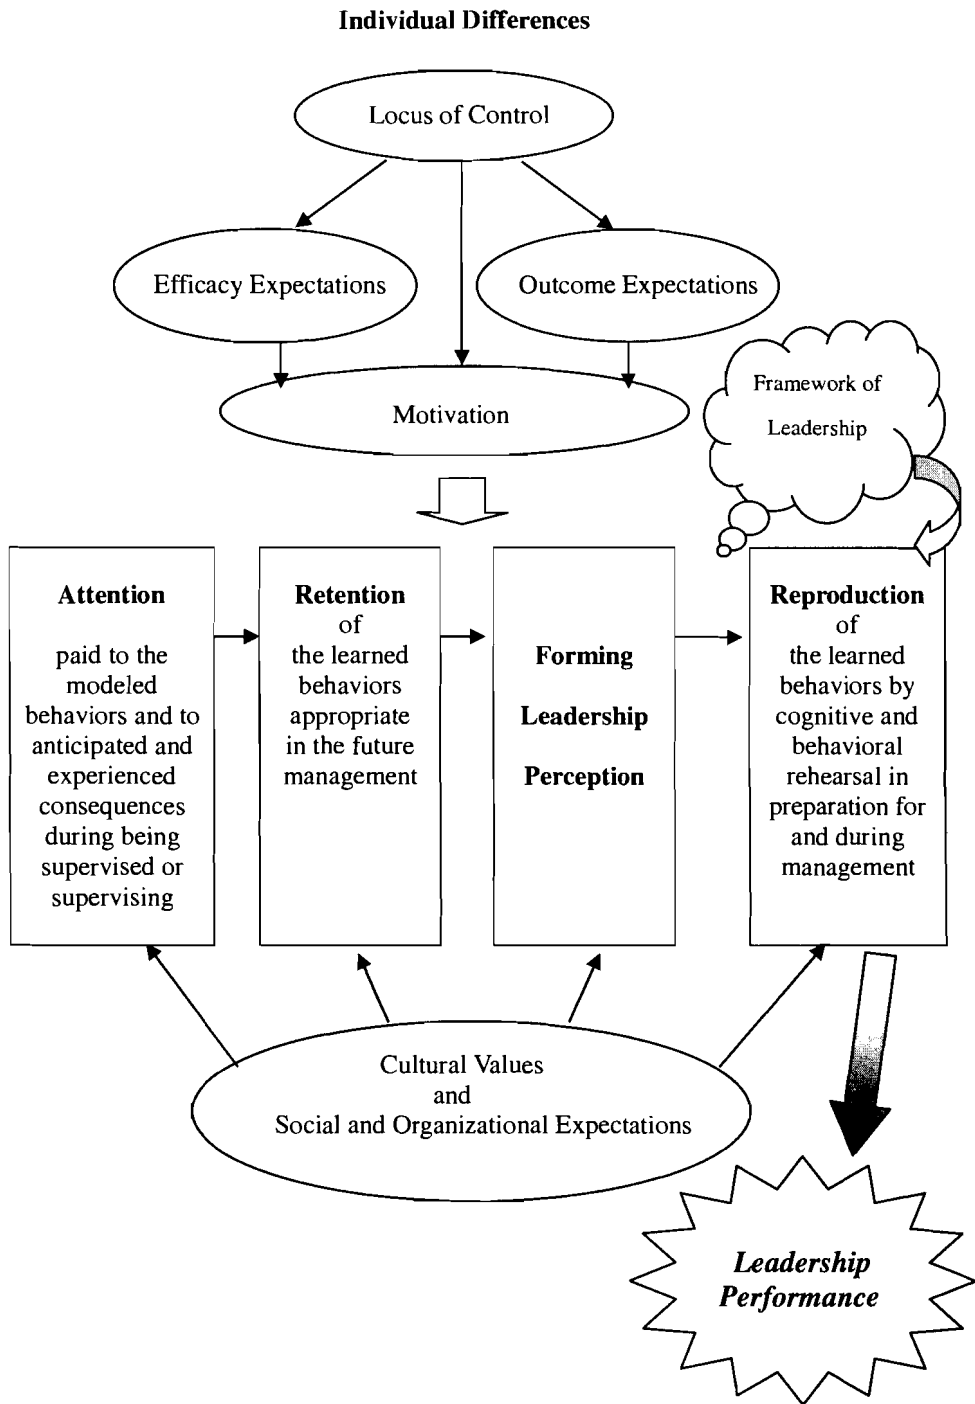 Individual Differences
Locus of Control
Efficacy Expectations
Outcome Expectations
Motivation
Framework of
Leadership
Attention
paid to the
modeled
behaviors and to
anticipated and
experienced
consequences
during being
supervised or
supervising
Retention
of
the learned
behaviors
appropriate
in the future
management
Forming
Leadership
Perception
Reproduction
of
the learned
behaviors by
cognitive and
behavioral
rehearsal in
preparation for
and during
management
Cultural Values
and
Social and Organizational Expectations
Leadership
Performance